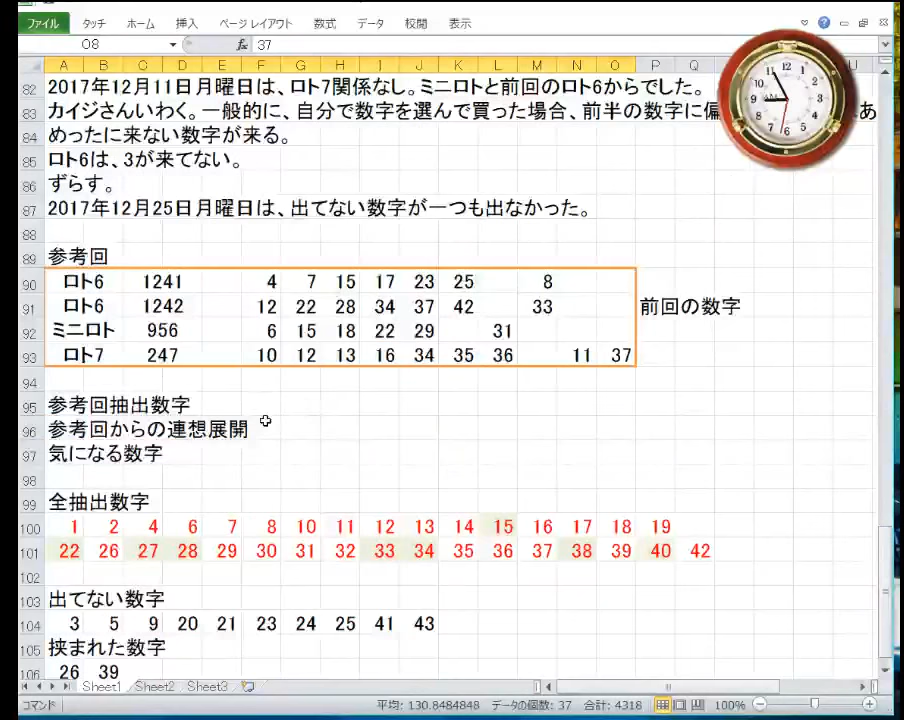 ファイル タッチ ホーム 挿入 ページ レイアウト 数式 データ 校閲 表示
O8 fx 37
A B C D E F G H I J K L M N O P Q U
82 2017年12月11日月曜日は、ロト7関係なし。ミニロトと前回のロト6からでした。
83 カイジさんいわく。一般的に、自分で数字を選んで買った場合、前半の数字に偏 あ
84 めったに来ない数字が来る。
85 ロト6は、3が来てない。
86 ずらす。
87 2017年12月25日月曜日は、出てない数字が一つも出なかった。
88
89 参考回
90 ロト6 1241 4 7 15 17 23 25 8
91 ロト6 1242 12 22 28 34 37 42 33 前回の数字
92 ミニロト 956 6 15 18 22 29 31
93 ロト7 247 10 12 13 16 34 35 36 11 37
94
95 参考回抽出数字
96 参考回からの連想展開
97 気になる数字
98
99 全抽出数字
100 1 2 4 6 7 8 10 11 12 13 14 15 16 17 18 19
101 22 26 27 28 29 30 31 32 33 34 35 36 37 38 39 40 42
102
103 出てない数字
104 3 5 9 20 21 23 24 25 41 43
105 挟まれた数字
106 26 39
Sheet1 Sheet2 Sheet3
コマンド 平均: 130.8484848 データの個数: 37 合計: 4318 100%
12 1 2 3 4 5 6 7 8 9 10 11